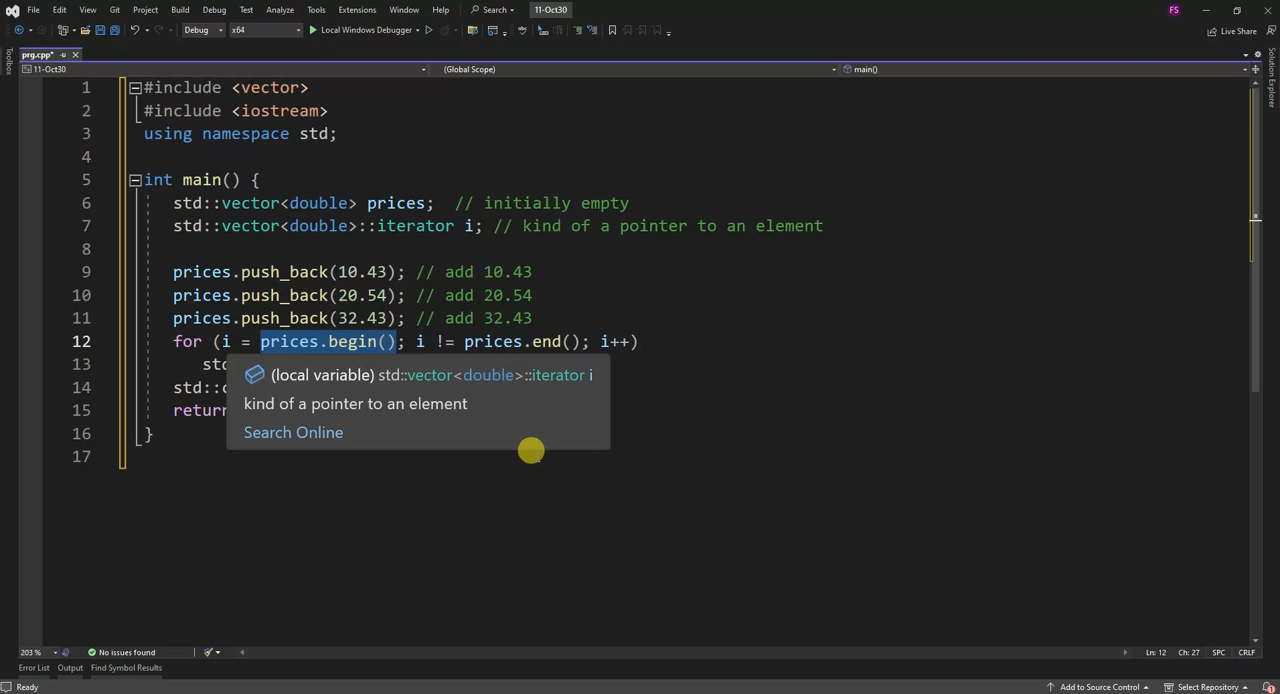 File Edit View Git Project Build Debug Test Analyze Tools Extensions Window Help Search 11-Oct30 FS
Debug x64 Local Windows Debugger Live Share
prg.cpp*
11-Oct30 (Global Scope) main()
Toolbox
Solution Explorer
1 #include <vector>
2 #include <iostream>
3 using namespace std;
4
5 int main() {
6 std::vector<double> prices; // initially empty
7 std::vector<double>::iterator i; // kind of a pointer to an element
8
9 prices.push_back(10.43); // add 10.43
10 prices.push_back(20.54); // add 20.54
11 prices.push_back(32.43); // add 32.43
12 for (i = prices.begin(); i != prices.end(); i++)
13 std
14 std::c
15 return
16 }
17
(local variable) std::vector<double>::iterator i
kind of a pointer to an element
Search Online
203 % No issues found Ln: 12 Ch: 27 SPC CRLF
Error List Output Find Symbol Results
Ready Add to Source Control Select Repository 1